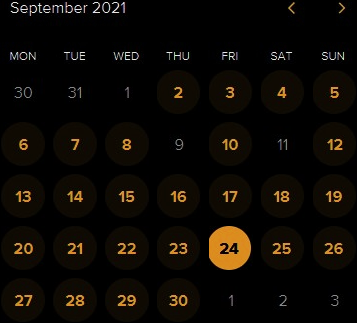 September 2021 < >
MON TUE WED THU FRI SAT SUN
30 31 1 2 3 4 5
6 7 8 9 10 11 12
13 14 15 16 17 18 19
20 21 22 23 24 25 26
27 28 29 30 1 2 3